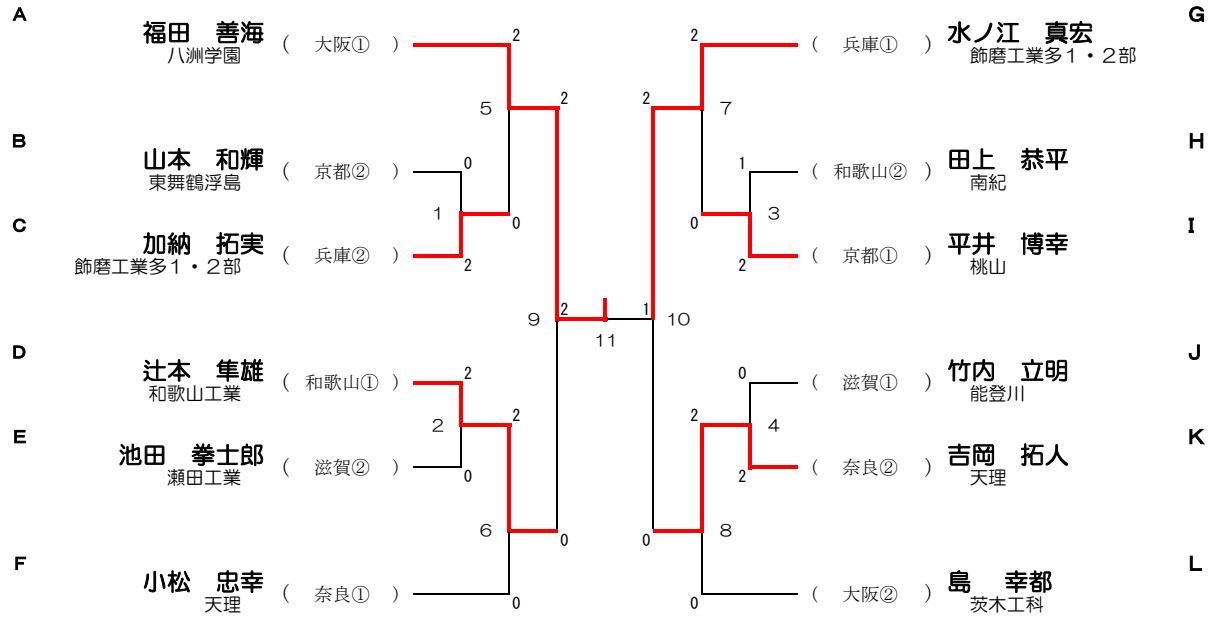 A
福田　善海
八洲学園
(　大阪①　)
2
2
(　兵庫①　)
水ノ江　真宏
飾磨工業多１・２部
G
5
2
2
7
B
山本　和輝
東舞鶴浮島
(　京都②　)
0
1
(　和歌山②　)
田上　恭平
南紀
H
1
0
0
3
C
加納　拓実
飾磨工業多１・２部
(　兵庫②　)
2
2
(　京都①　)
平井　博幸
桃山
I
9
2
11
1
10
D
辻本　隼雄
和歌山工業
(　和歌山①　)
2
0
(　滋賀①　)
竹内　立明
能登川
J
2
2
2
4
E
池田　拳士郎
瀬田工業
(　滋賀②　)
0
2
(　奈良②　)
吉岡　拓人
天理
K
6
0
0
8
F
小松　忠幸
天理
(　奈良①　)
0
0
(　大阪②　)
島　　幸都
茨木工科
L